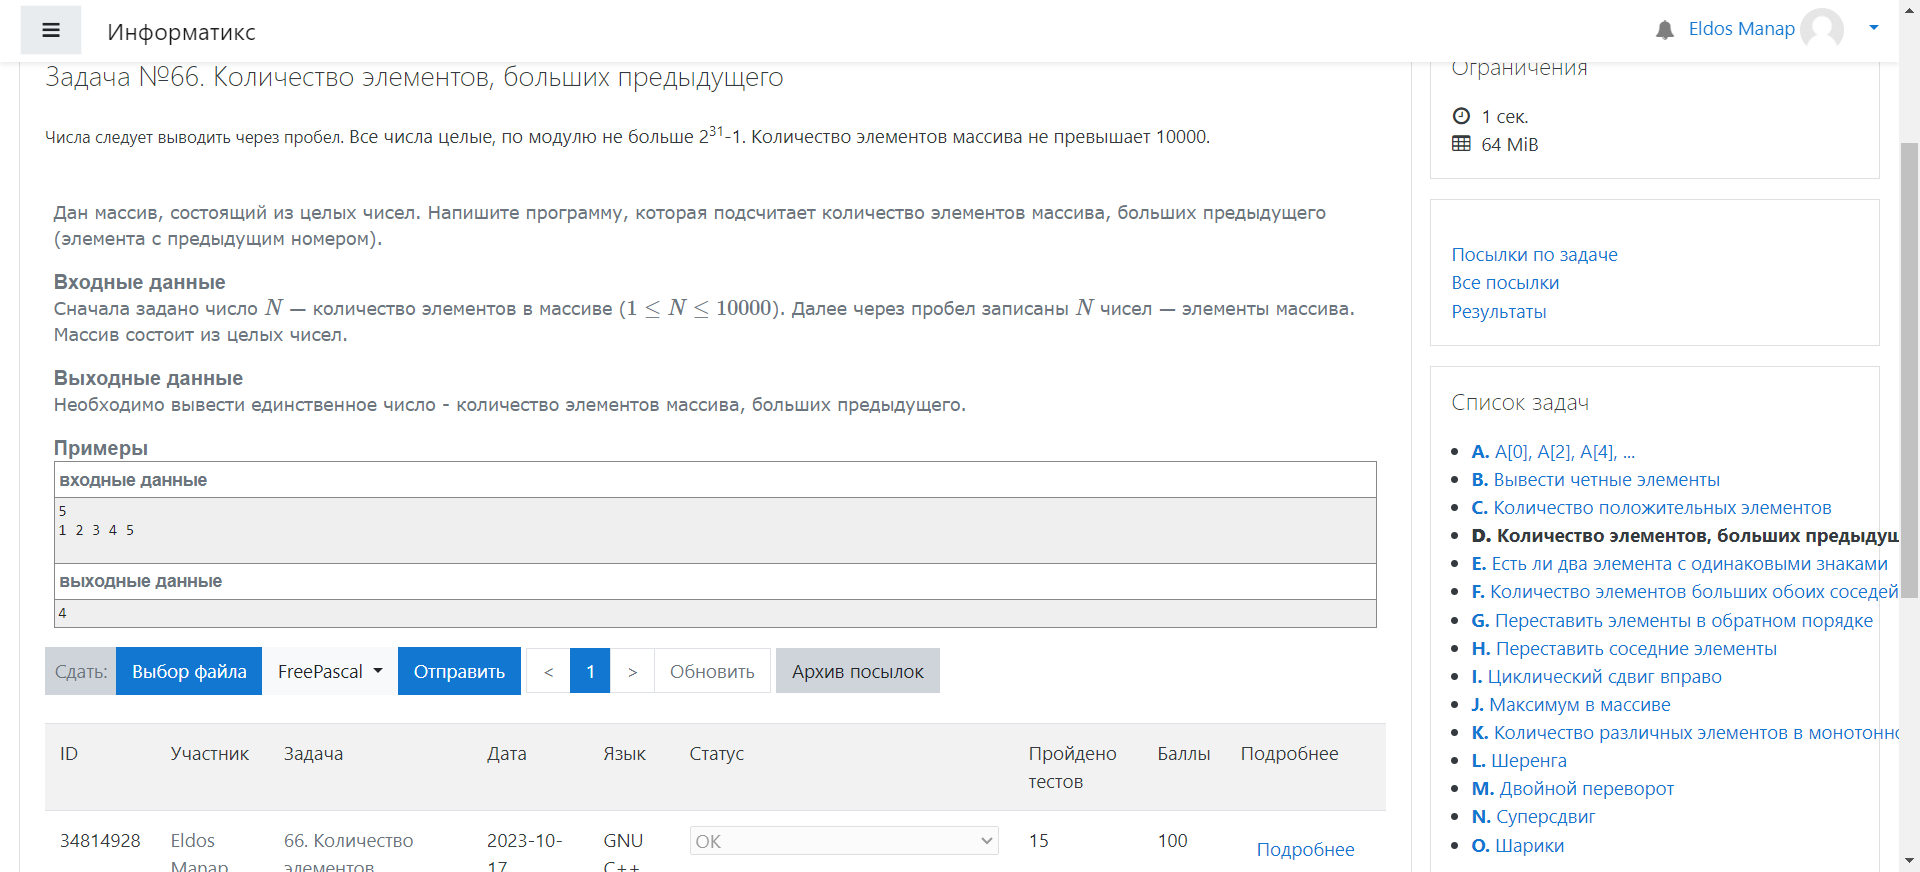 Информатикс
Eldos Manap
Задача №66. Количество элементов, больших предыдущего
Числа следует выводить через пробел. Все числа целые, по модулю не больше 2³¹-1. Количество элементов массива не превышает 10000.
Дан массив, состоящий из целых чисел. Напишите программу, которая подсчитает количество элементов массива, больших предыдущего
(элемента с предыдущим номером).
Входные данные
Сначала задано число N — количество элементов в массиве (1 ≤ N ≤ 10000). Далее через пробел записаны N чисел — элементы массива.
Массив состоит из целых чисел.
Выходные данные
Необходимо вывести единственное число - количество элементов массива, больших предыдущего.
Примеры
входные данные
5
1 2 3 4 5
выходные данные
4
Сдать: Выбор файла FreePascal Отправить < 1 > Обновить Архив посылок
ID Участник Задача Дата Язык Статус Пройдено тестов Баллы Подробнее
34814928 Eldos Manap 66. Количество элементов 2023-10-17 GNU C++ OK 15 100 Подробнее
Ограничения
1 сек.
64 MiB
Посылки по задаче
Все посылки
Результаты
Список задач
A. A[0], A[2], A[4], ...
B. Вывести четные элементы
C. Количество положительных элементов
D. Количество элементов, больших предыдущ
E. Есть ли два элемента с одинаковыми знаками
F. Количество элементов больших обоих соседей
G. Переставить элементы в обратном порядке
H. Переставить соседние элементы
I. Циклический сдвиг вправо
J. Максимум в массиве
K. Количество различных элементов в монотонно
L. Шеренга
M. Двойной переворот
N. Суперсдвиг
O. Шарики